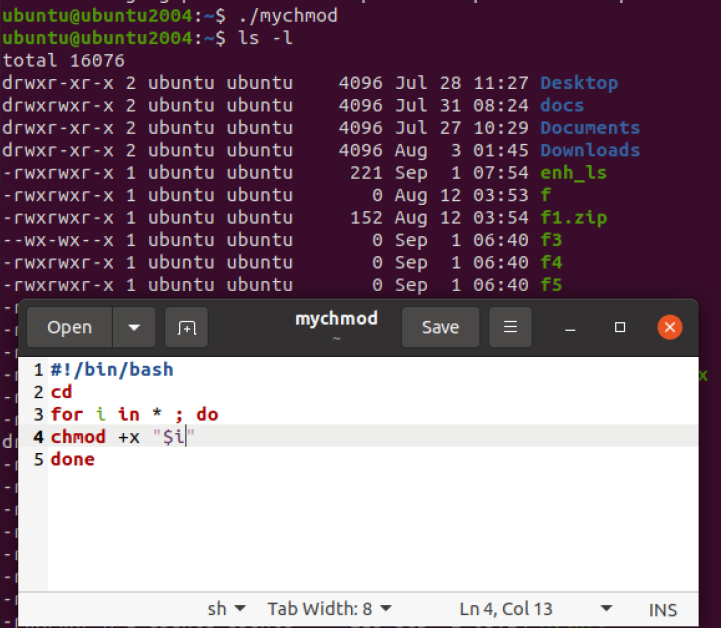 ubuntu@ubuntu2004:~$ ./mychmod
ubuntu@ubuntu2004:~$ ls -l
total 16076
drwxr-xr-x 2 ubuntu ubuntu 4096 Jul 28 11:27 Desktop
drwxrwxr-x 2 ubuntu ubuntu 4096 Jul 31 08:24 docs
drwxr-xr-x 2 ubuntu ubuntu 4096 Jul 27 10:29 Documents
drwxr-xr-x 2 ubuntu ubuntu 4096 Aug 3 01:45 Downloads
-rwxrwxr-x 1 ubuntu ubuntu 221 Sep 1 07:54 enh_ls
-rwxrwxr-x 1 ubuntu ubuntu 0 Aug 12 03:53 f
-rwxrwxr-x 1 ubuntu ubuntu 152 Aug 12 03:54 f1.zip
--wx-wx--x 1 ubuntu ubuntu 0 Sep 1 06:40 f3
-rwxrwxr-x 1 ubuntu ubuntu 0 Sep 1 06:40 f4
-rwxrwxr-x 1 ubuntu ubuntu 0 Sep 1 06:40 f5
Open mychmod Save
~
1 #!/bin/bash
2 cd
3 for i in * ; do
4 chmod +x "$i"
5 done
sh Tab Width: 8 Ln 4, Col 13 INS